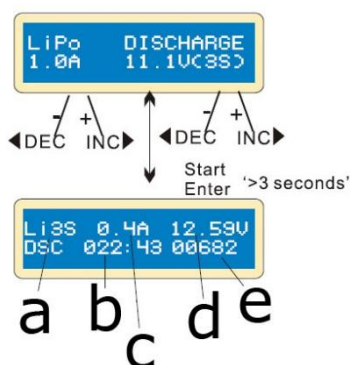 LiPo DISCHARGE
1.0A 11.1V(3S)
- + - +
◀DEC INC▶ ◀DEC INC▶
Start
Enter '>3 seconds'
Li3S 0.4A 12.59V
DSC 022:43 00682
a b c d e